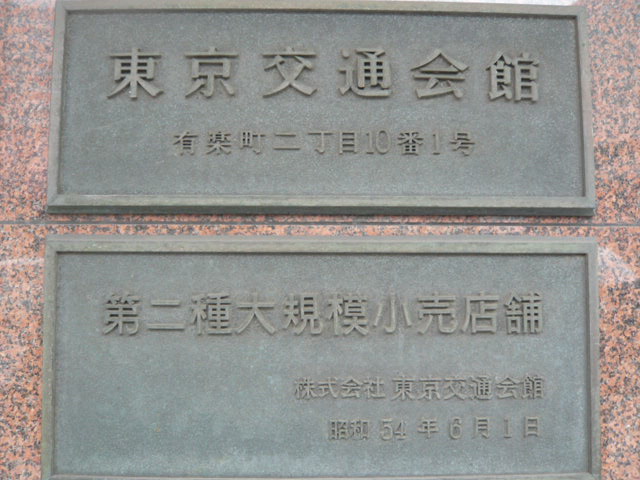 東京交通会館
有楽町二丁目10番1号
第二種大規模小売店舗
株式会社 東京交通会館
昭和 54 年 6 月 1 日